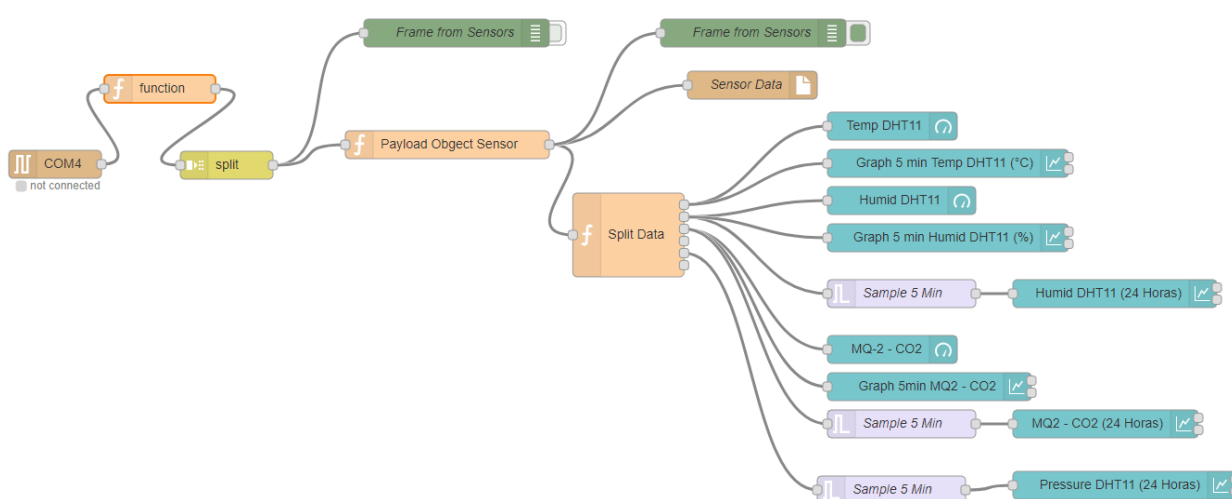 Frame from Sensors
Frame from Sensors
function
Sensor Data
Temp DHT11
Payload Obgect Sensor
COM4
split
Graph 5 min Temp DHT11 (°C)
not connected
Humid DHT11
Split Data
Graph 5 min Humid DHT11 (%)
Sample 5 Min
Humid DHT11 (24 Horas)
MQ-2 - CO2
Graph 5min MQ2 - CO2
Sample 5 Min
MQ2 - CO2 (24 Horas)
Sample 5 Min
Pressure DHT11 (24 Horas)